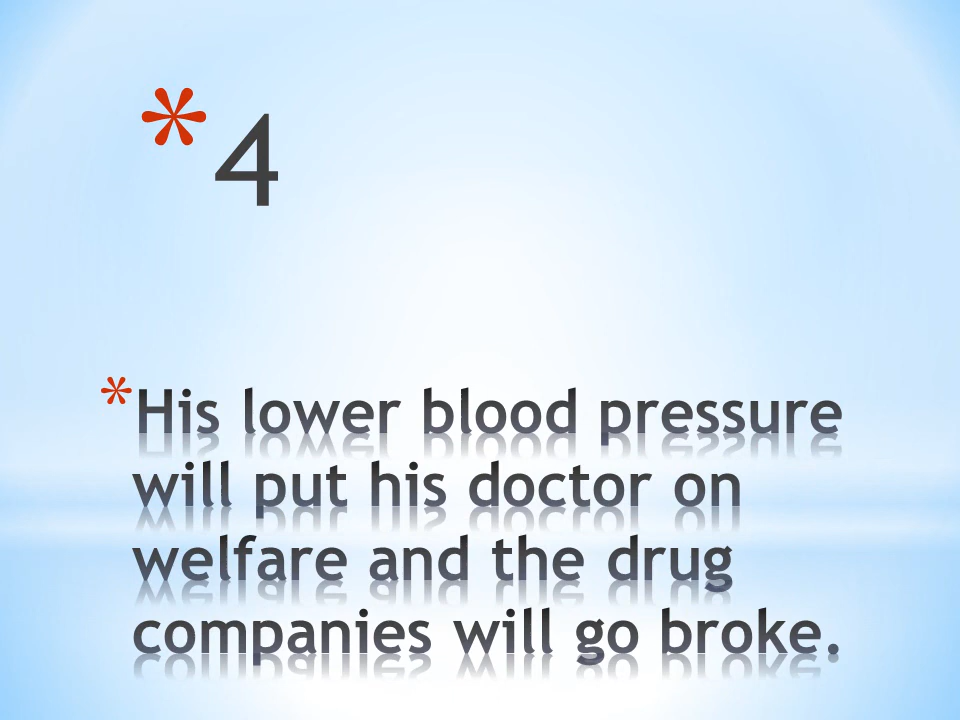 * 4
* His lower blood pressure
will put his doctor on
welfare and the drug
companies will go broke.